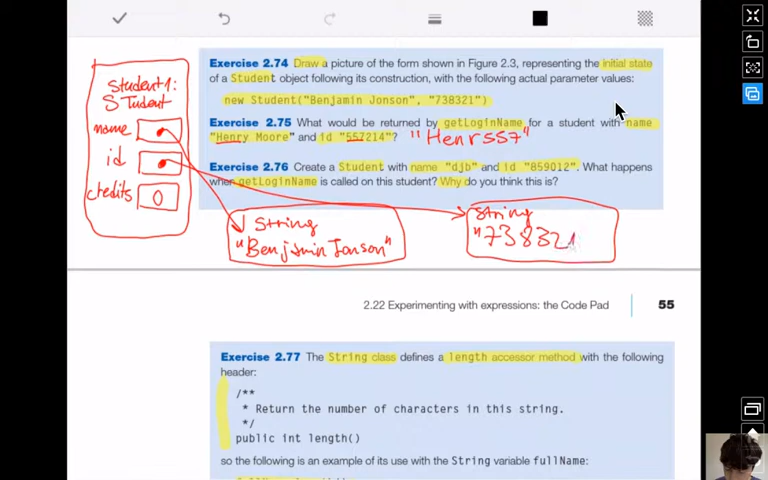 Exercise 2.74 Draw a picture of the form shown in Figure 2.3, representing the initial state
of a Student object following its construction, with the following actual parameter values:
new Student("Benjamin Jonson", "738321")
Exercise 2.75 What would be returned by getLoginName for a student with name
"Henry Moore" and id "557214"? "Henr557"
Exercise 2.76 Create a Student with name "djb" and id "859012". What happens
when getLoginName is called on this student? Why do you think this is?
Student1:
STudent
name
id
credits 0
String
"Benjamin Jonson"
String
"738321
2.22 Experimenting with expressions: the Code Pad 55
Exercise 2.77 The String class defines a length accessor method with the following
header:
/**
* Return the number of characters in this string.
*/
public int length()
so the following is an example of its use with the String variable fullName: